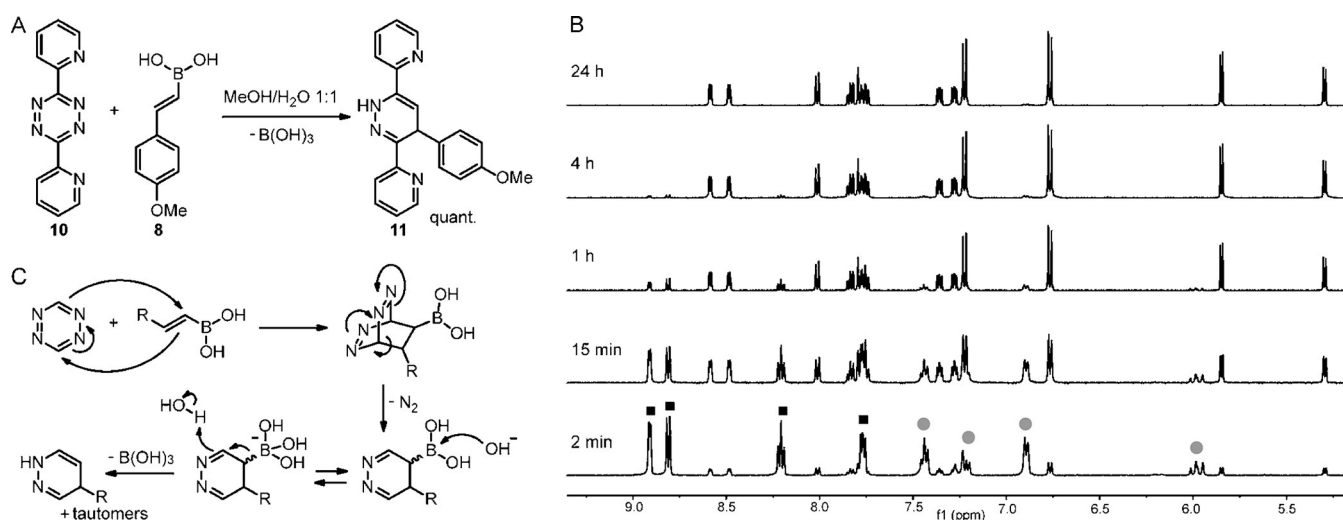 A
HO OH
B
N
N N
N N
N
+
MeOH/H2O 1:1
- B(OH)3
N
HN
N
N
OMe
OMe
quant.
10
8
11
C
N N
N N
+
R
B
OH
OH
N
N
N
N
B
OH
OH
R
- N2
HO
H
- B(OH)3
HN
N
R
+ tautomers
N
N
-
B
OH
OH
OH
R
N
N
B
OH
OH
OH-
R
B
24 h
4 h
1 h
15 min
2 min
9.0 8.5 8.0 7.5 7.0 6.5 6.0 5.5
f1 (ppm)